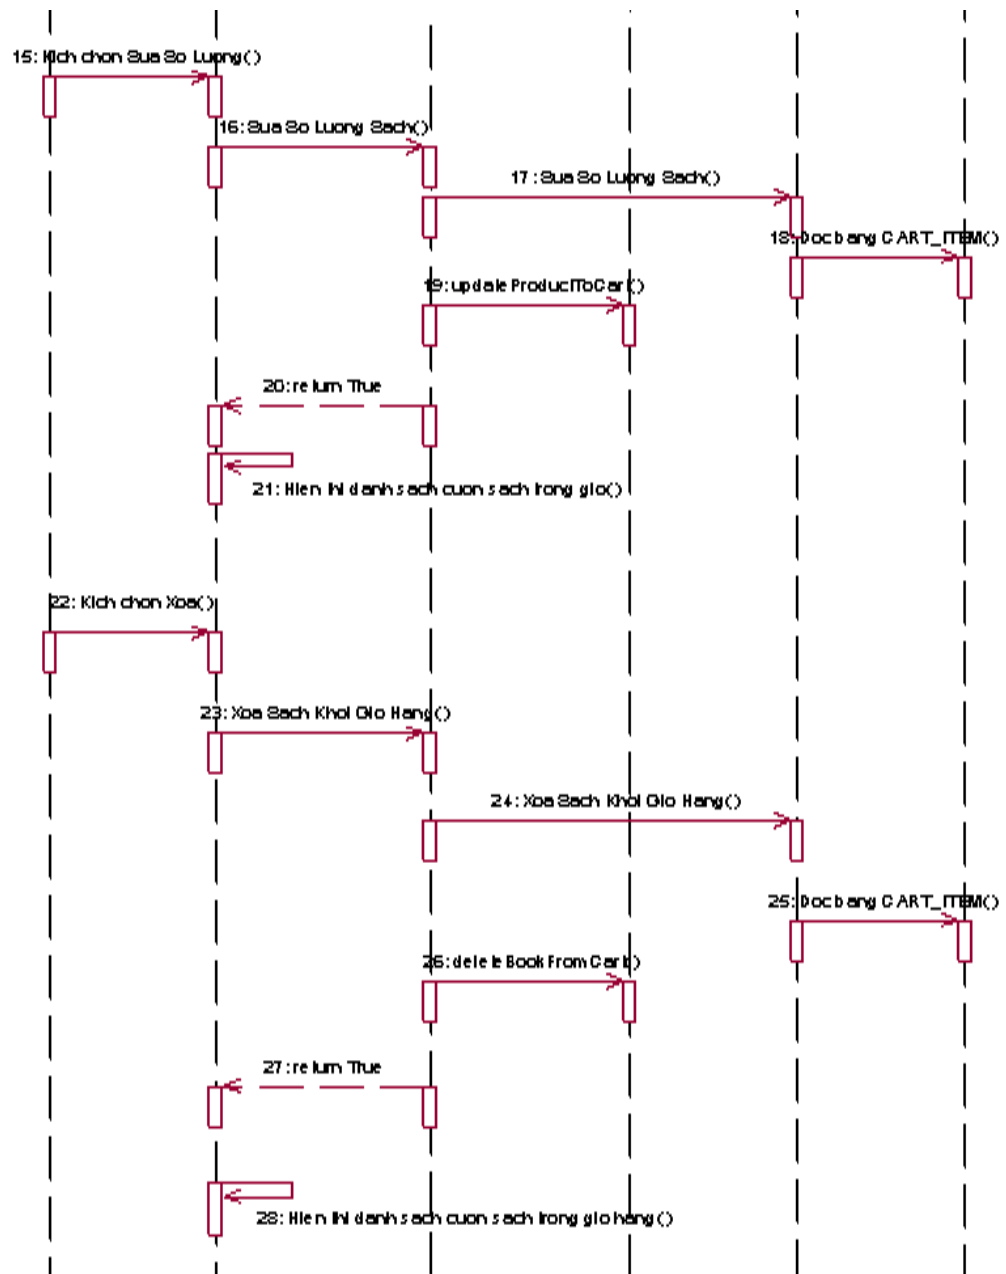 15: Kich chon Sua So Luong()
16: Sua So Luong Sach()
17: Sua So Luong Sach()
18: Doc bang CART_ITEM()
19: updateProductToCart()
20: return True
21: Hien thi danh sach cuon sach trong gio()
22: Kich chon Xoa()
23: Xoa Sach Khoi Gio Hang()
24: Xoa Sach Khoi Gio Hang()
25: Doc bang CART_ITEM()
26: deleteBookFromCart()
27: return True
28: Hien thi danh sach cuon sach trong gio hang()